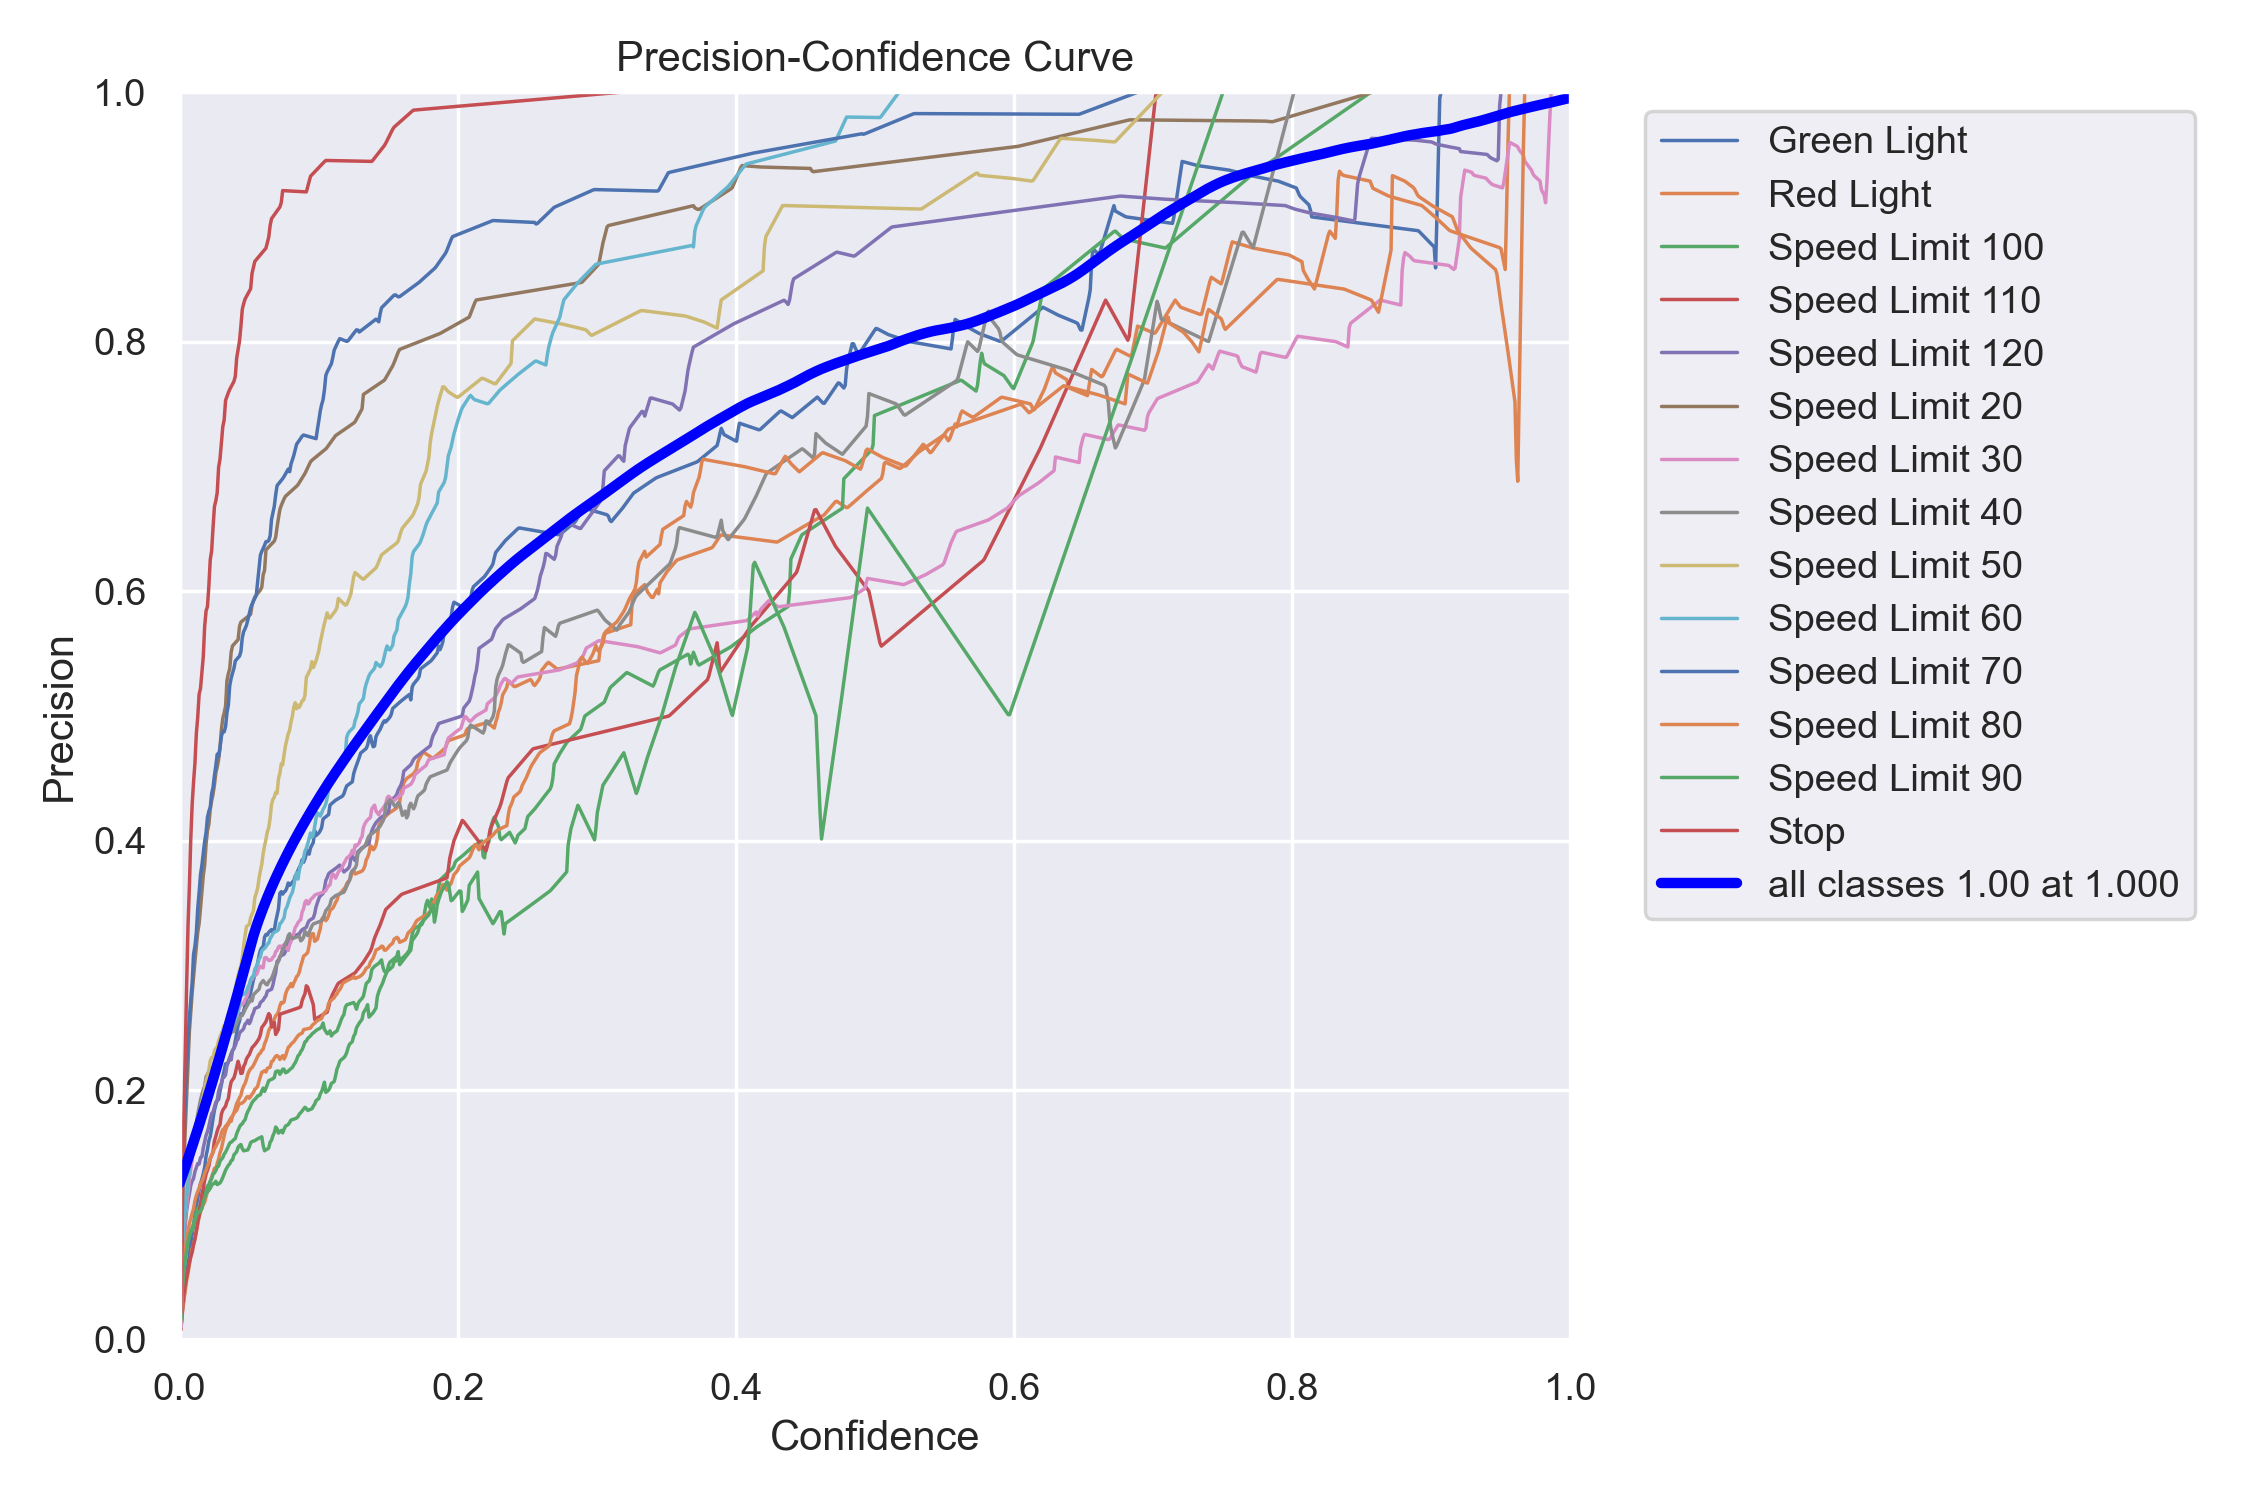 Precision-Confidence Curve
1.0
0.8
0.6
0.4
0.2
0.0
Precision
0.0 0.2 0.4 0.6 0.8 1.0
Confidence
Green Light
Red Light
Speed Limit 100
Speed Limit 110
Speed Limit 120
Speed Limit 20
Speed Limit 30
Speed Limit 40
Speed Limit 50
Speed Limit 60
Speed Limit 70
Speed Limit 80
Speed Limit 90
Stop
all classes 1.00 at 1.000